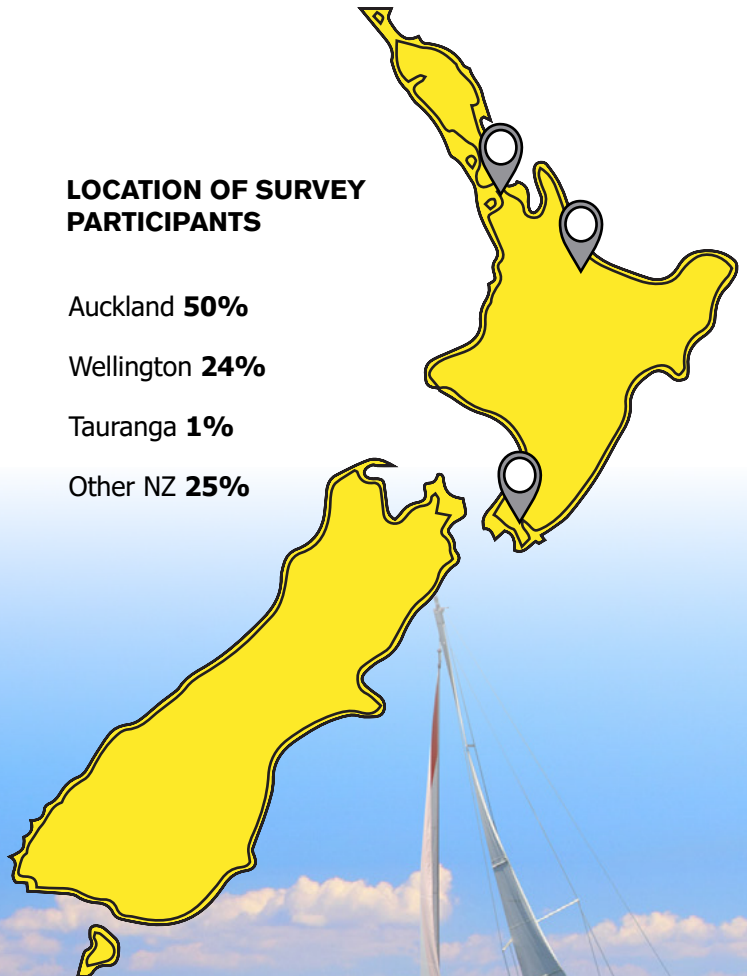 LOCATION OF SURVEY
PARTICIPANTS
Auckland 50%
Wellington 24%
Tauranga 1%
Other NZ 25%